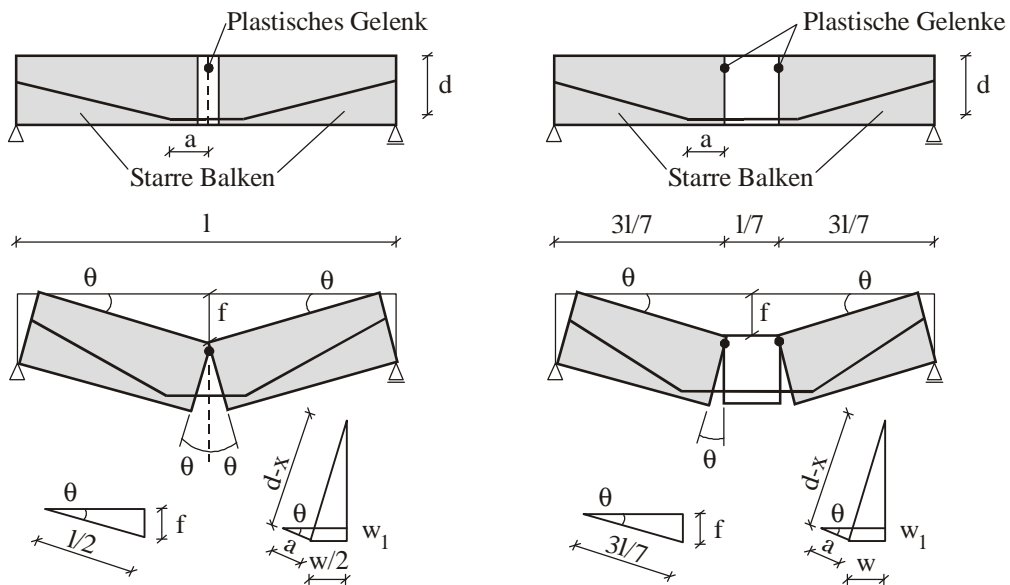 Plastisches Gelenk
Plastische Gelenke
d
d
a
a
Starre Balken
Starre Balken
l
3l/7
l/7
3l/7
θ
θ
f
θ
θ
f
θ
θ
d-x
θ
l/2
f
θ
a
w/2
w₁
θ
d-x
θ
3l/7
f
θ
a
w
w₁